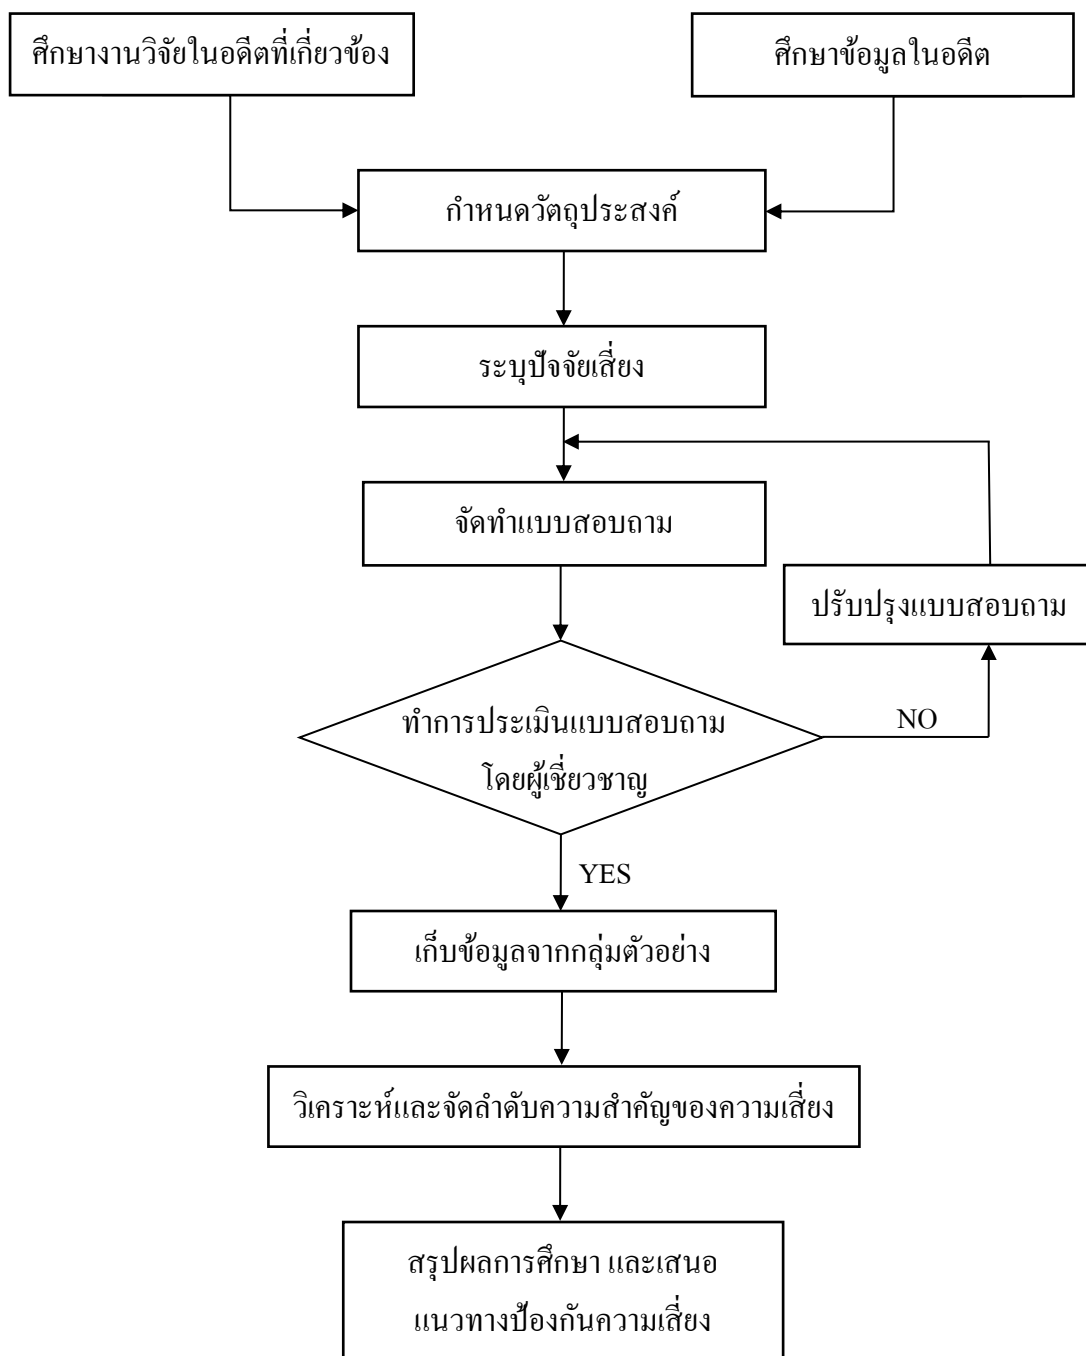 ศึกษางานวิจัยในอดีตที่เกี่ยวข้อง
ศึกษาข้อมูลในอดีต
กำหนดวัตถุประสงค์
ระบุปัจจัยเสี่ยง
จัดทำแบบสอบถาม
ปรับปรุงแบบสอบถาม
ทำการประเมินแบบสอบถาม
โดยผู้เชี่ยวชาญ
NO
YES
เก็บข้อมูลจากกลุ่มตัวอย่าง
วิเคราะห์และจัดลำดับความสำคัญของความเสี่ยง
สรุปผลการศึกษา และเสนอ
แนวทางป้องกันความเสี่ยง